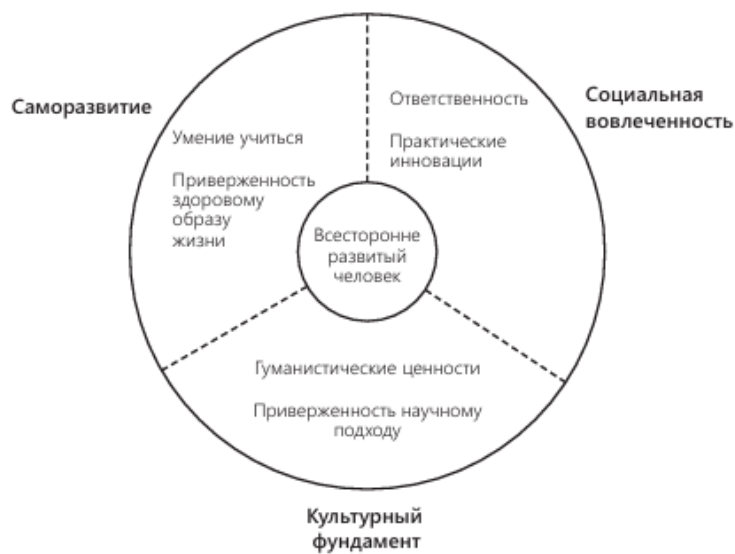 Саморазвитие
Умение учиться
Приверженность
здоровому
образу
жизни
Ответственность
Практические
инновации
Социальная
вовлеченность
Всесторонне
развитый
человек
Гуманистические ценности
Приверженность научному
подходу
Культурный
фундамент